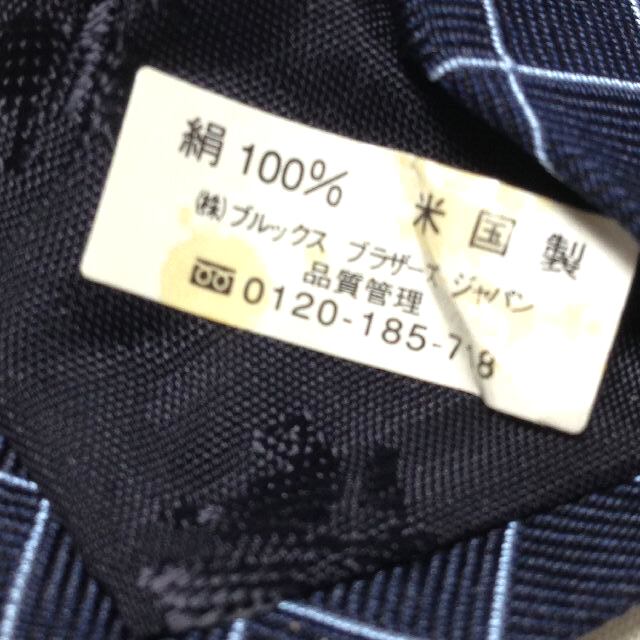 絹 100% 米国製
(株)ブルックス ブラザーズ ジャパン
品質管理
0120-185-718